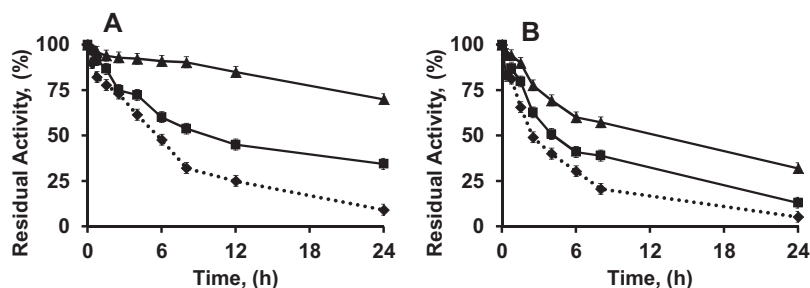 A
B
Residual Activity, (%)
100
75
50
25
0
0 6 12 18 24
Time, (h)
Residual Activity, (%)
100
75
50
25
0
0 6 12 18 24
Time, (h)